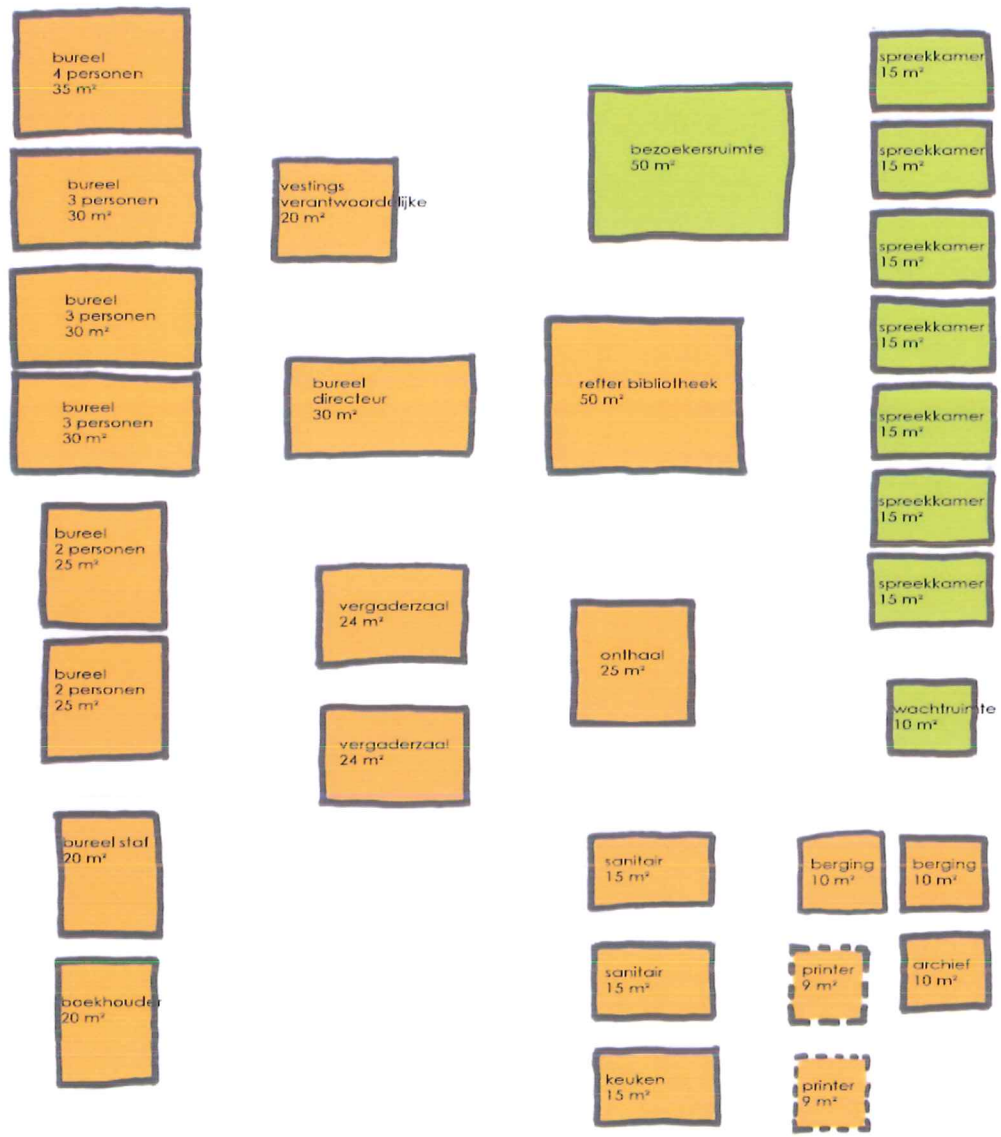 bureel
4 personen
35 m²
bureel
3 personen
30 m²
bureel
3 personen
30 m²
bureel
3 personen
30 m²
bureel
2 personen
25 m²
bureel
2 personen
25 m²
bureel staf
20 m²
boekhouder
20 m²
vestings
verantwoordelijke
20 m²
bureel
directeur
30 m²
vergaderzaal
24 m²
vergaderzaal
24 m²
bezoekersruimte
50 m²
refter bibliotheek
50 m²
onthaal
25 m²
sanitair
15 m²
sanitair
15 m²
keuken
15 m²
spreekkamer
15 m²
spreekkamer
15 m²
spreekkamer
15 m²
spreekkamer
15 m²
spreekkamer
15 m²
spreekkamer
15 m²
spreekkamer
15 m²
wachtruimte
10 m²
berging
10 m²
berging
10 m²
printer
9 m²
archief
10 m²
printer
9 m²